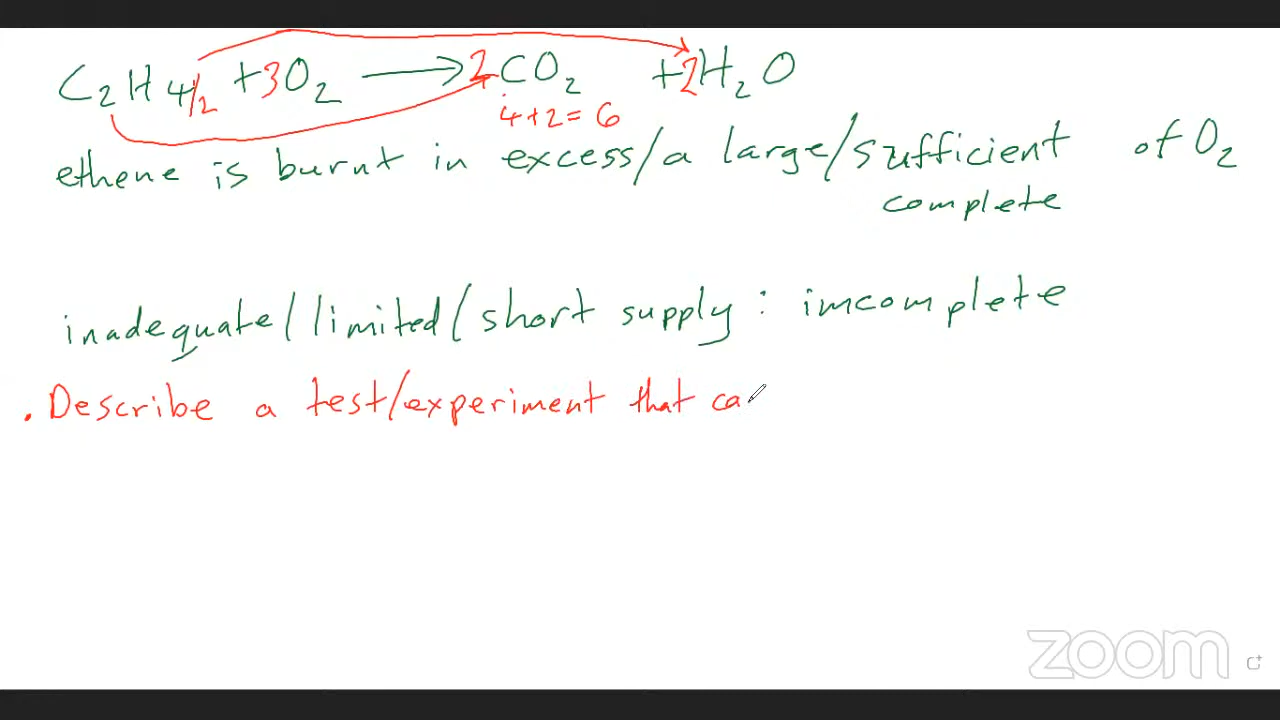 C2H4/2 +3O2 → 2CO2 +2H2O
4+2=6
ethene is burnt in excess/a large/sufficient of O2
complete
inadequate/limited/short supply : imcomplete
. Describe a test/experiment that ca
zoom